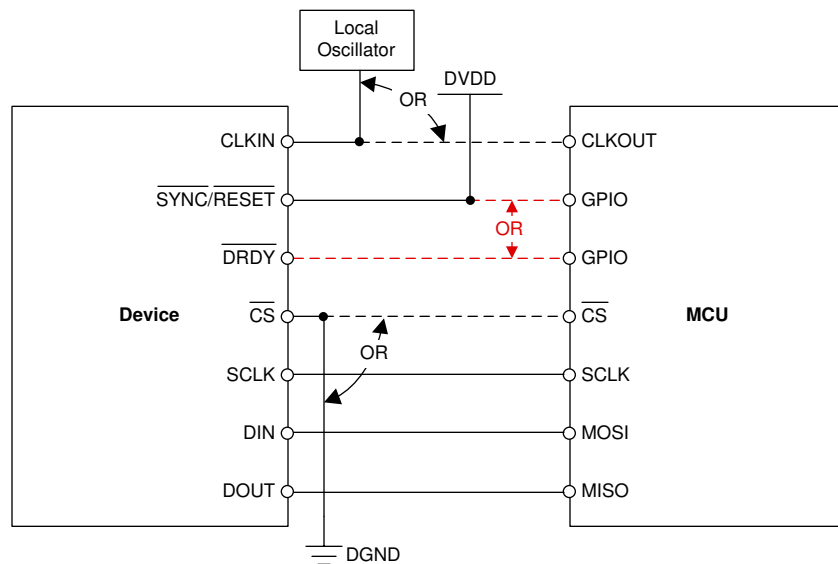 Local
Oscillator
DVDD
OR
CLKIN
CLKOUT
SYNC/RESET
GPIO
OR
DRDY
GPIO
Device
CS
CS
MCU
OR
SCLK
SCLK
DIN
MOSI
DOUT
MISO
DGND